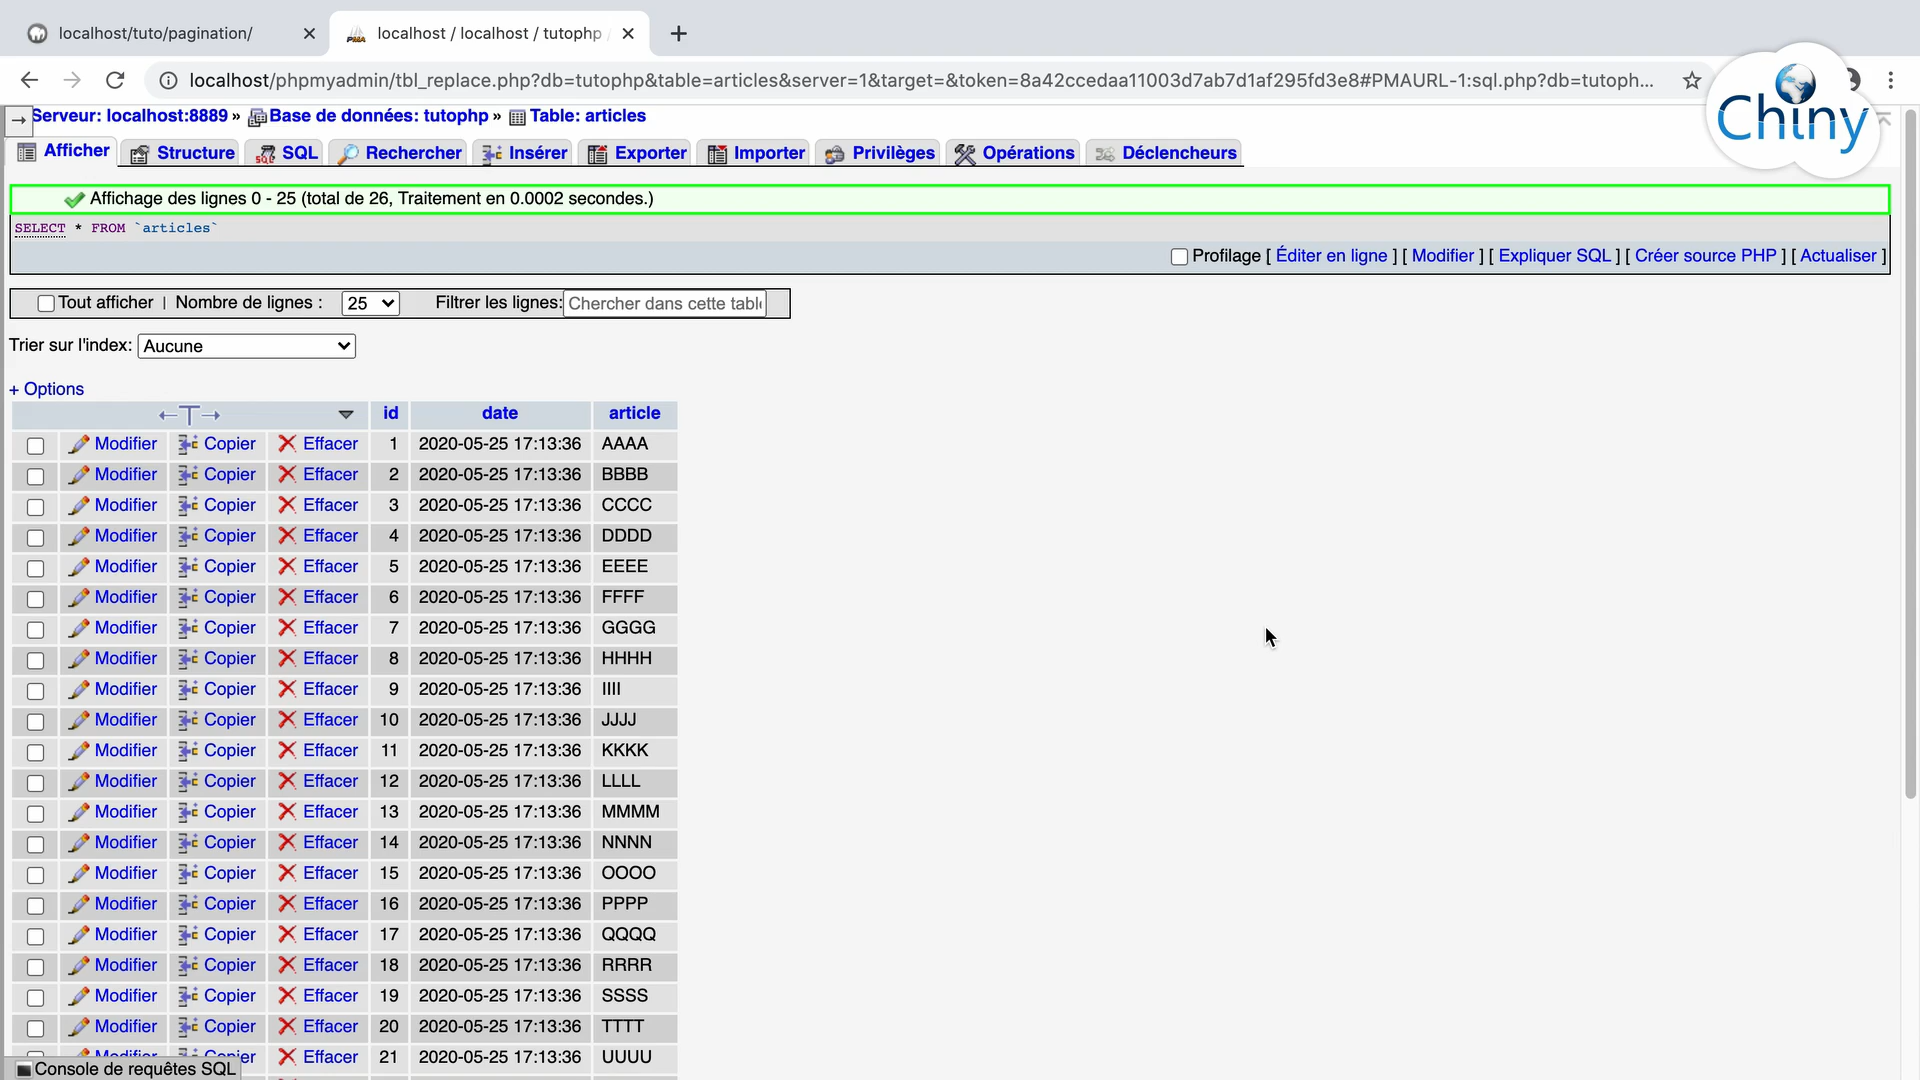 localhost/tuto/pagination/
localhost / localhost / tutophp
localhost/phpmyadmin/tbl_replace.php?db=tutophp&table=articles&server=1&target=&token=8a42ccedaa11003d7ab7d1af295fd3e8#PMAURL-1:sql.php?db=tutoph...
Chiny
Serveur: localhost:8889 » Base de données: tutophp » Table: articles
Afficher Structure SQL Rechercher Insérer Exporter Importer Privilèges Opérations Déclencheurs
Affichage des lignes 0 - 25 (total de 26, Traitement en 0.0002 secondes.)
SELECT * FROM `articles`
Profilage [ Éditer en ligne ] [ Modifier ] [ Expliquer SQL ] [ Créer source PHP ] [ Actualiser ]
Tout afficher | Nombre de lignes : 25 Filtrer les lignes: Chercher dans cette tabl
Trier sur l'index: Aucune
+ Options
id date article
Modifier Copier Effacer 1 2020-05-25 17:13:36 AAAA
Modifier Copier Effacer 2 2020-05-25 17:13:36 BBBB
Modifier Copier Effacer 3 2020-05-25 17:13:36 CCCC
Modifier Copier Effacer 4 2020-05-25 17:13:36 DDDD
Modifier Copier Effacer 5 2020-05-25 17:13:36 EEEE
Modifier Copier Effacer 6 2020-05-25 17:13:36 FFFF
Modifier Copier Effacer 7 2020-05-25 17:13:36 GGGG
Modifier Copier Effacer 8 2020-05-25 17:13:36 HHHH
Modifier Copier Effacer 9 2020-05-25 17:13:36 IIII
Modifier Copier Effacer 10 2020-05-25 17:13:36 JJJJ
Modifier Copier Effacer 11 2020-05-25 17:13:36 KKKK
Modifier Copier Effacer 12 2020-05-25 17:13:36 LLLL
Modifier Copier Effacer 13 2020-05-25 17:13:36 MMMM
Modifier Copier Effacer 14 2020-05-25 17:13:36 NNNN
Modifier Copier Effacer 15 2020-05-25 17:13:36 OOOO
Modifier Copier Effacer 16 2020-05-25 17:13:36 PPPP
Modifier Copier Effacer 17 2020-05-25 17:13:36 QQQQ
Modifier Copier Effacer 18 2020-05-25 17:13:36 RRRR
Modifier Copier Effacer 19 2020-05-25 17:13:36 SSSS
Modifier Copier Effacer 20 2020-05-25 17:13:36 TTTT
Modifier Copier Effacer 21 2020-05-25 17:13:36 UUUU
Console de requêtes SQL